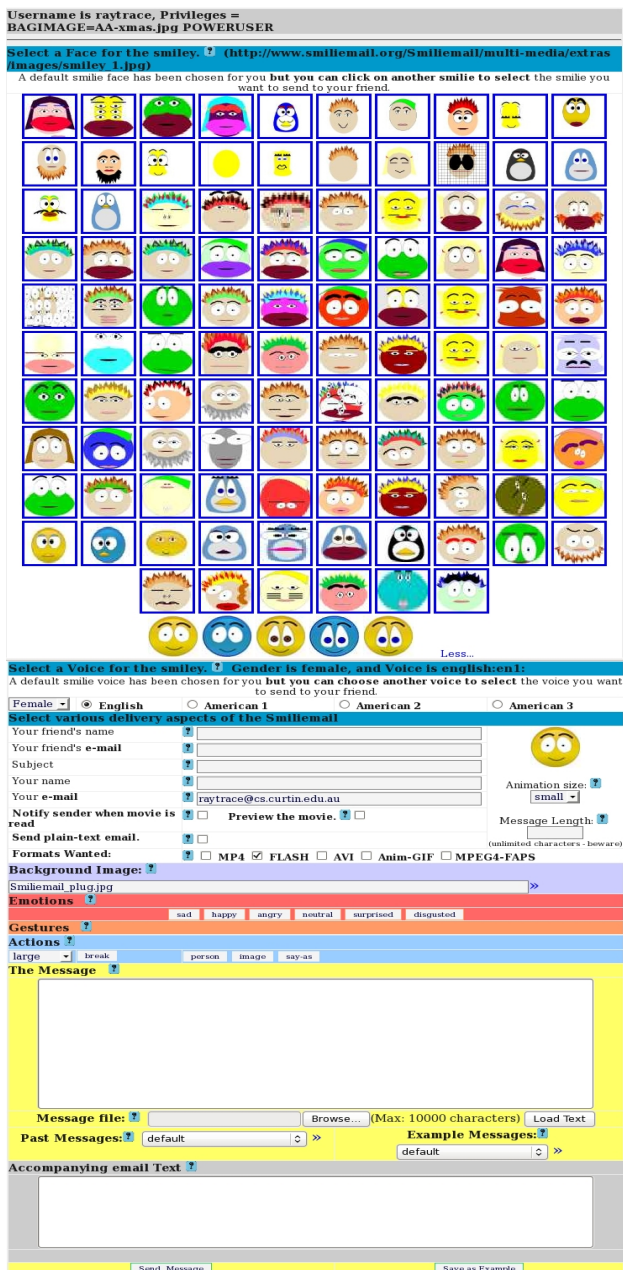 Username is raytrace, Privileges =
BAGIMAGE=AA-xmas.jpg POWERUSER
Select a Face for the smiley. ? (http://www.smiliemail.org/Smiliemail/multi-media/extras
/images/smiley_1.jpg)
A default smilie face has been chosen for you but you can click on another smilie to select the smilie you
want to send to your friend.
Less...
Select a Voice for the smiley. ? Gender is female, and Voice is english:en1:
A default smilie voice has been chosen for you but you can choose another voice to select the voice you want
to send to your friend.
Female English American 1 American 2 American 3
Select various delivery aspects of the Smiliemail
Your friend's name ?
Your friend's e-mail ?
Subject ?
Your name ?
Your e-mail ? raytrace@cs.curtin.edu.au
Animation size: ?
small
Notify sender when movie is
read ? Preview the movie. ?
Message Length: ?
(unlimited characters - beware)
Send plain-text email. ?
Formats Wanted: ? MP4 FLASH AVI Anim-GIF MPEG4-FAPS
Background Image: ?
Smiliemail_plug.jpg »
Emotions ?
sad happy angry neutral surprised disgusted
Gestures ?
Actions ?
large break person image say-as
The Message ?
Message file: ? Browse... (Max: 10000 characters) Load Text
Past Messages: ? default »
Example Messages: ?
default »
Accompanying email Text ?
Send Message Save as Example